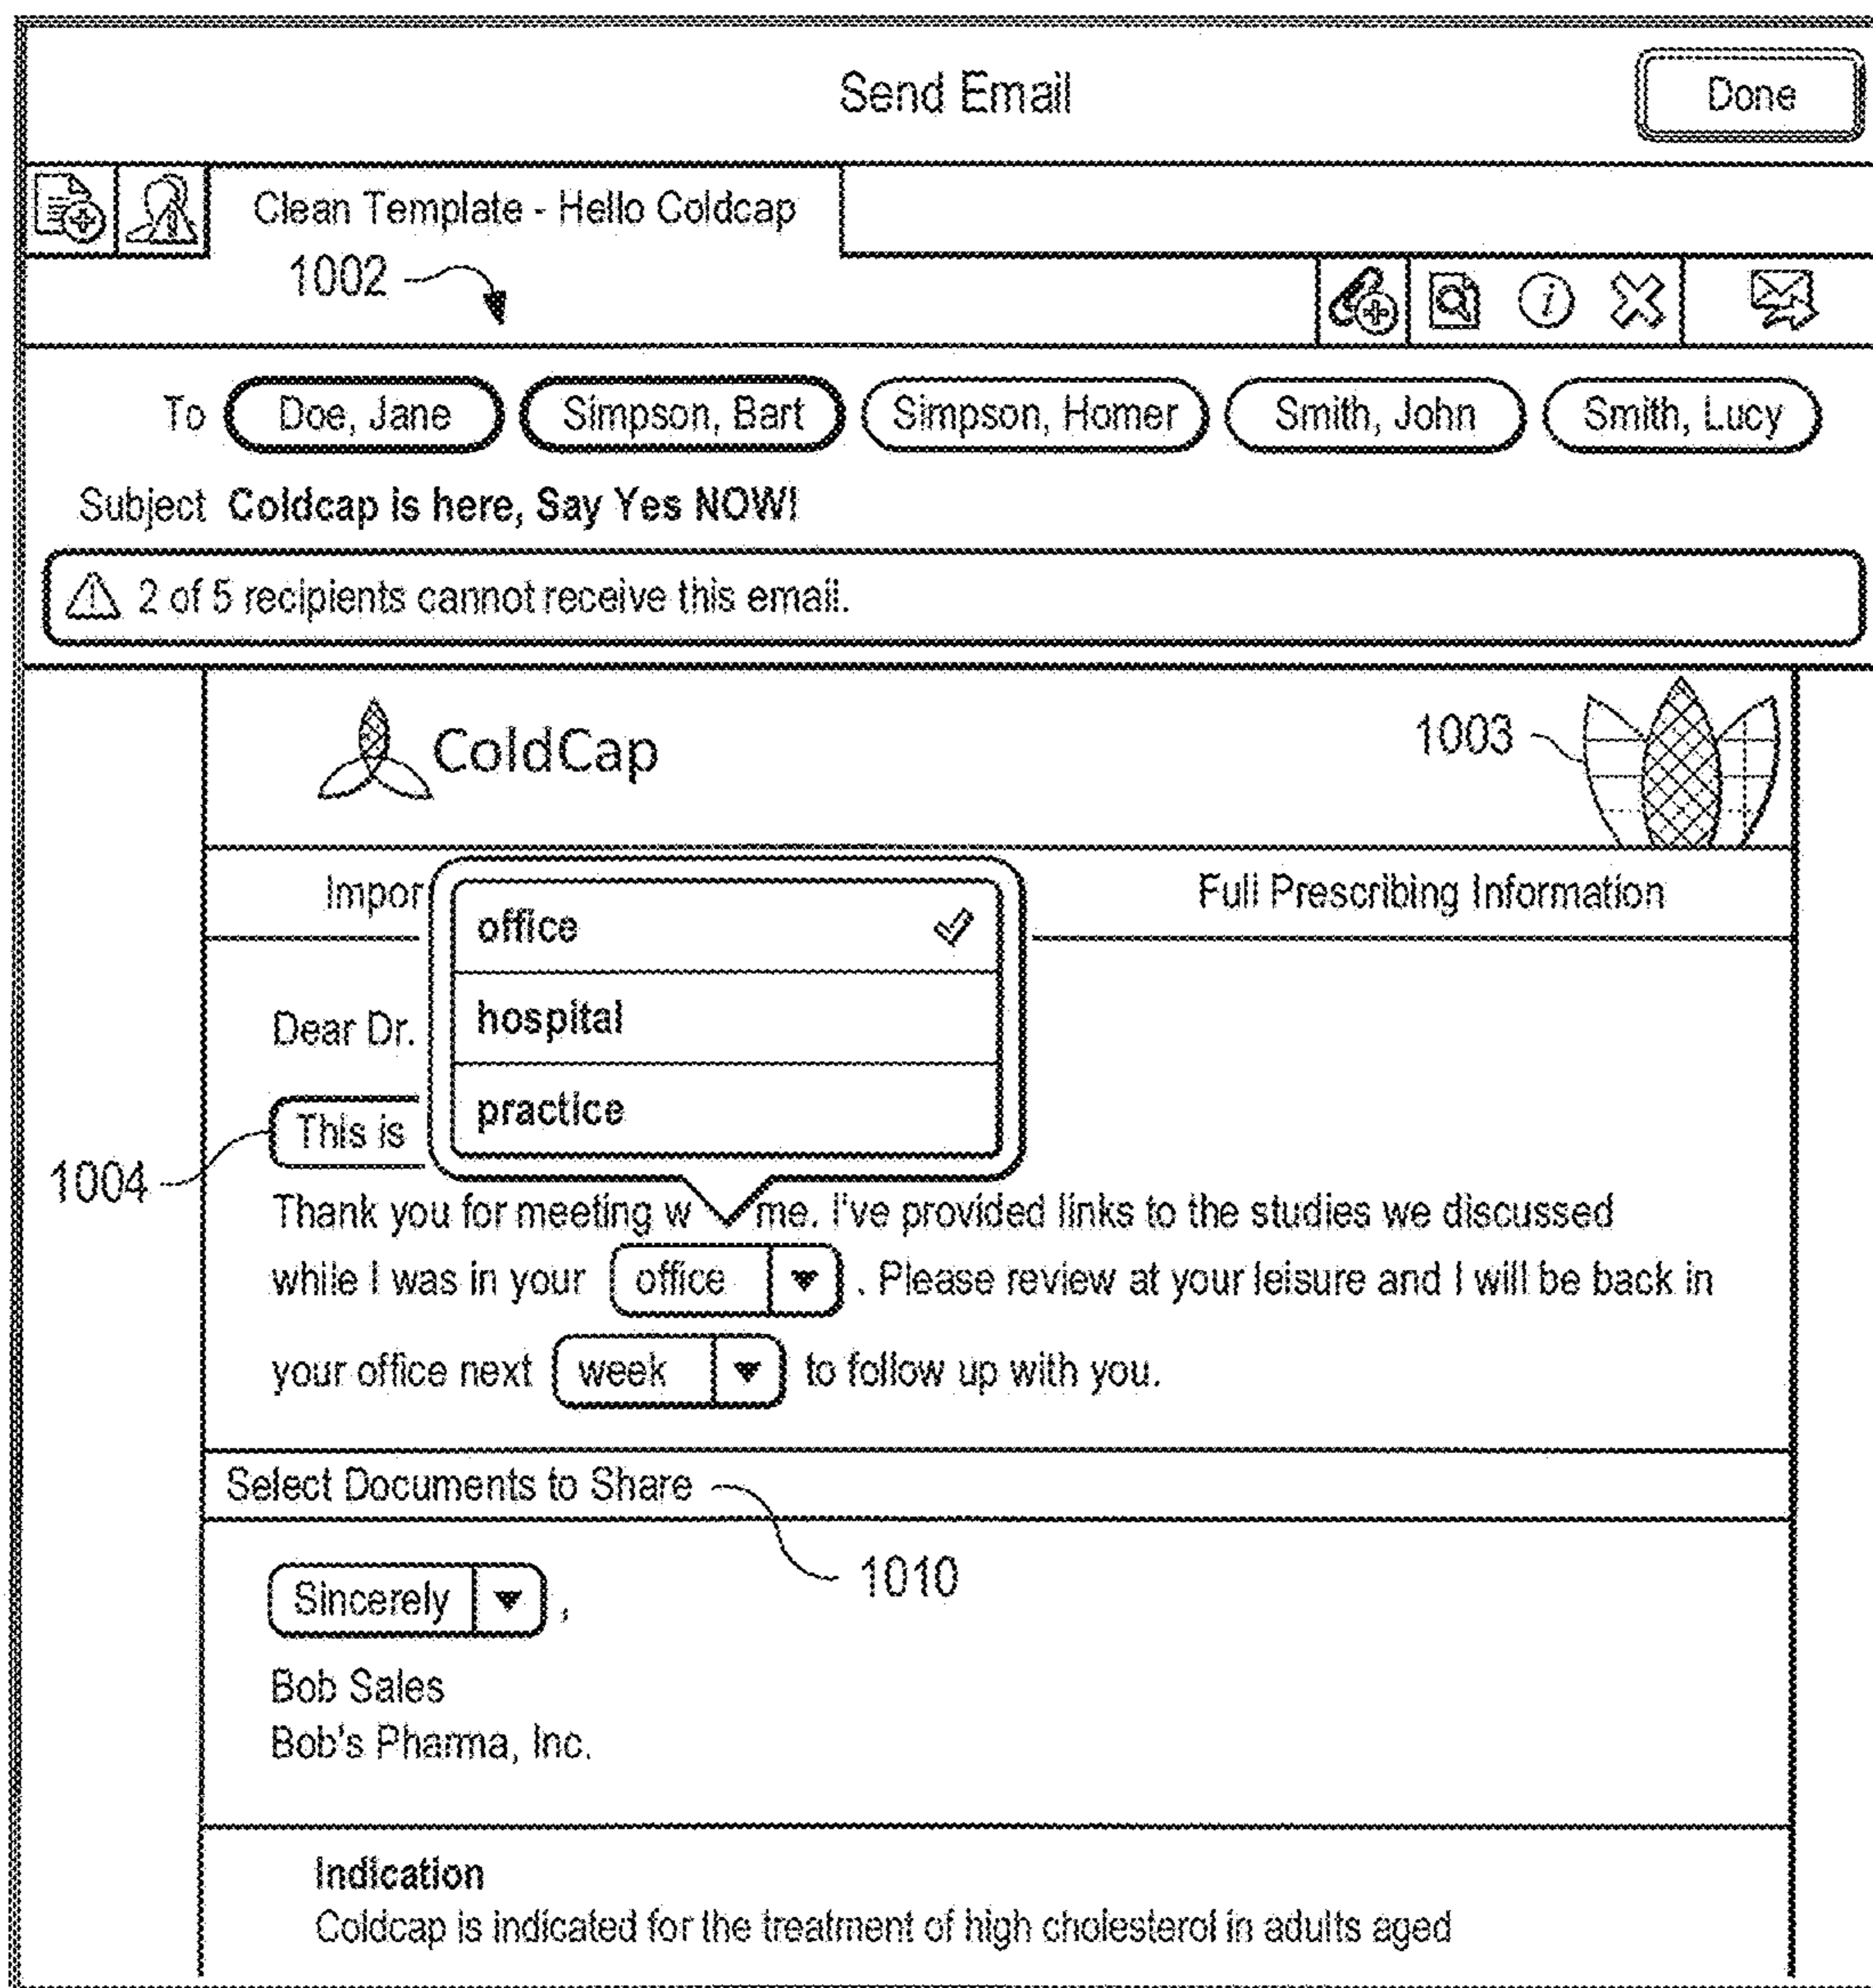 Send Email
Done
Clean Template - Hello Coldcap
1002
To Doe, Jane Simpson, Bart Simpson, Homer Smith, John Smith, Lucy
Subject Coldcap is here, Say Yes NOW!
2 of 5 recipients cannot receive this email.
ColdCap
1003
Impor
Full Prescribing Information
office
hospital
practice
Dear Dr.
This is
1004
Thank you for meeting w me. I've provided links to the studies we discussed
while I was in your office . Please review at your leisure and I will be back in
your office next week to follow up with you.
Select Documents to Share
1010
Sincerely ,
Bob Sales
Bob's Pharma, Inc.
Indication
Coldcap is indicated for the treatment of high cholesterol in adults aged